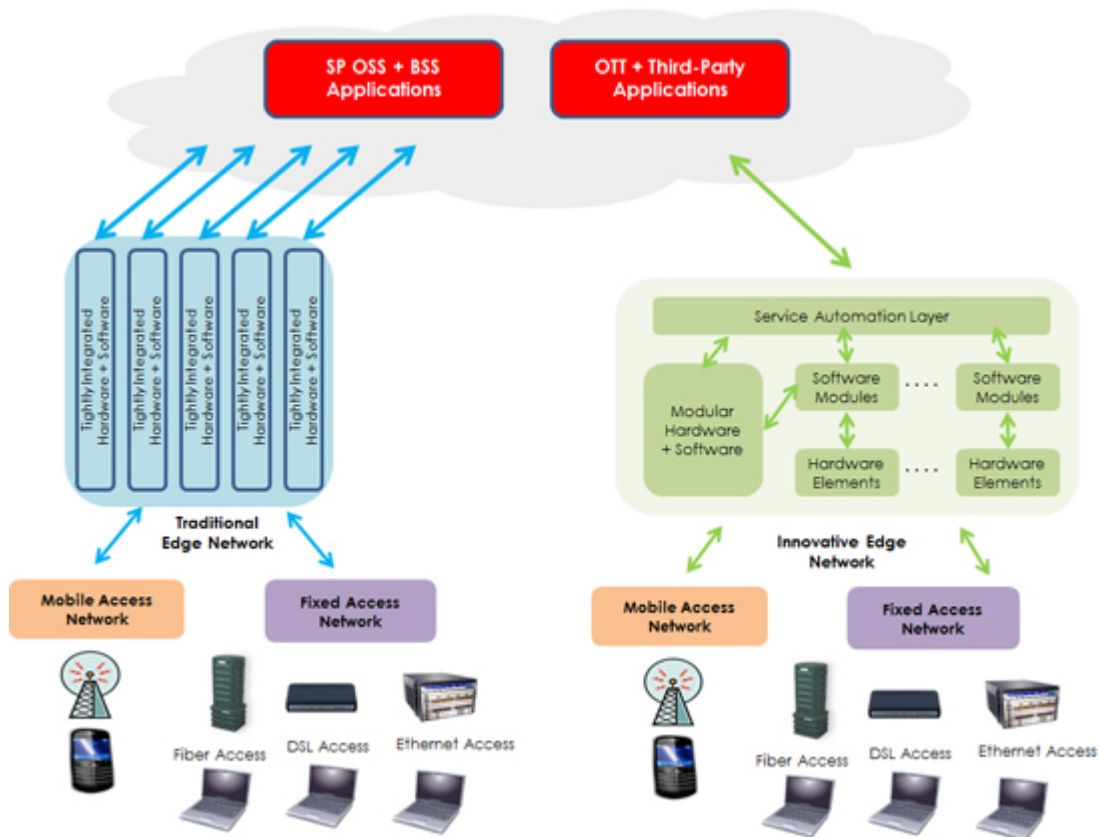 SP OSS + BSS
Applications
OTT + Third-Party
Applications
Tightly Integrated
Hardware + Software
Tightly Integrated
Hardware + Software
Tightly Integrated
Hardware + Software
Tightly Integrated
Hardware + Software
Tightly Integrated
Hardware + Software
Traditional
Edge Network
Mobile Access
Network
Fixed Access
Network
Fiber Access
DSL Access
Ethernet Access
Service Automation Layer
Modular
Hardware
+ Software
Software
Modules
. . . .
Software
Modules
Hardware
Elements
. . . .
Hardware
Elements
Innovative Edge
Network
Mobile Access
Network
Fixed Access
Network
Fiber Access
DSL Access
Ethernet Access